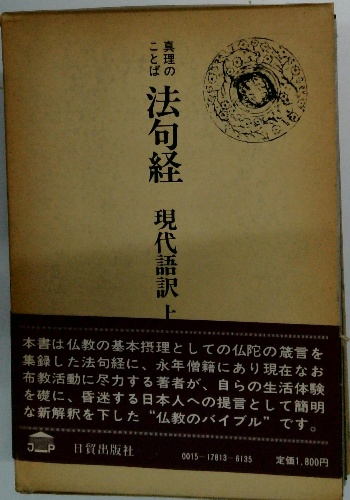 真理の
ことば
法句経 現代語訳 上
本書は仏教の基本摂理としての仏陀の箴言を
集録した法句経に、永年僧籍にあり現在なお
布教活動に尽力する著者が、自らの生活体験
を礎に、昏迷する日本人への提言として簡明
な新解釈を下した“仏教のバイブル”です。
JP 日貿出版社 0015-17813-6135 定価1,800円